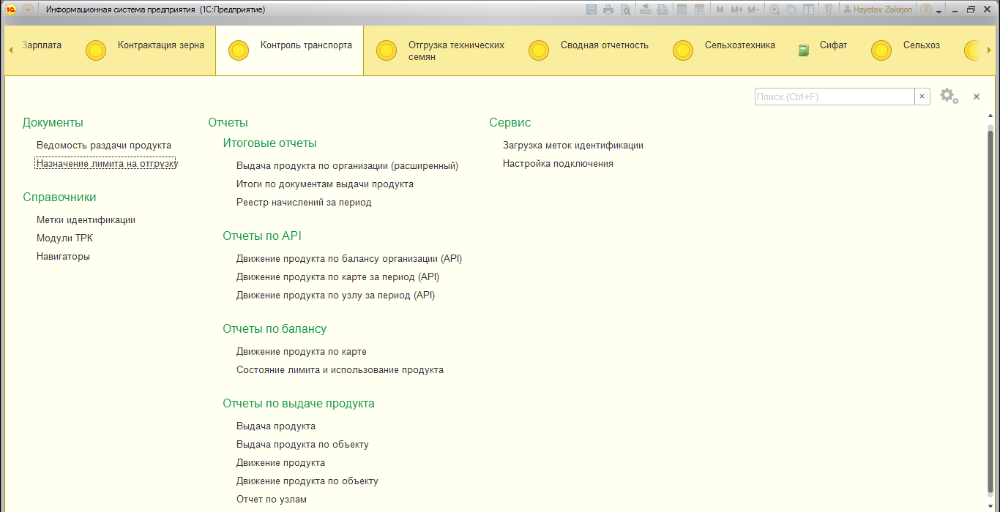 Информационная система предприятия (1С:Предприятие)
M M+ M- Hayotov Zokirjon
Зарплата
Контрактация зерна
Контроль транспорта
Отгрузка технических
семян
Сводная отчетность
Сельхозтехника
Сифат
Сельхоз
Поиск (Ctrl+F)
Документы
Ведомость раздачи продукта
Назначение лимита на отгрузку
Справочники
Метки идентификации
Модули ТРК
Навигаторы
Отчеты
Итоговые отчеты
Выдача продукта по организации (расширенный)
Итоги по документам выдачи продукта
Реестр начислений за период
Отчеты по API
Движение продукта по балансу организации (API)
Движение продукта по карте за период (API)
Движение продукта по узлу за период (API)
Отчеты по балансу
Движение продукта по карте
Состояние лимита и использование продукта
Отчеты по выдаче продукта
Выдача продукта
Выдача продукта по объекту
Движение продукта
Движение продукта по объекту
Отчет по узлам
Сервис
Загрузка меток идентификации
Настройка подключения